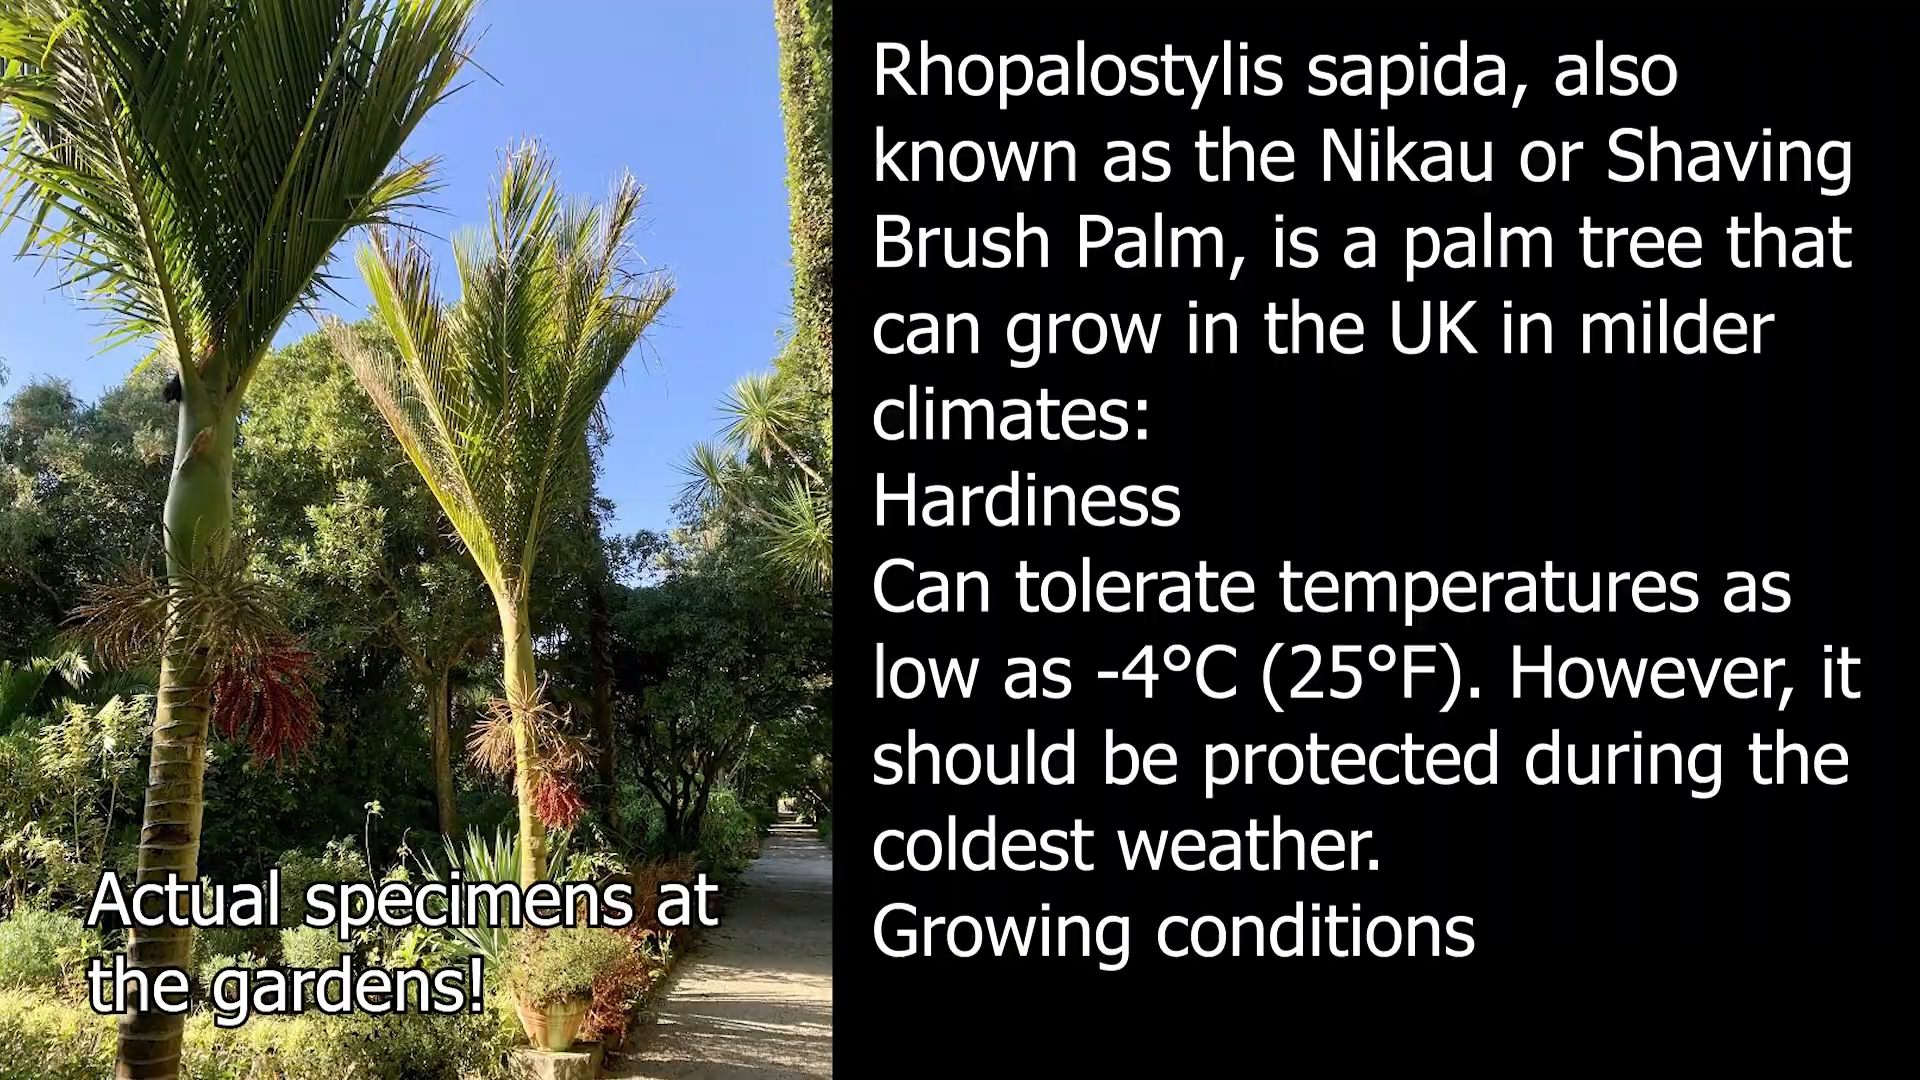 Rhopalostylis sapida, also
known as the Nikau or Shaving
Brush Palm, is a palm tree that
can grow in the UK in milder
climates:
Hardiness
Can tolerate temperatures as
low as -4°C (25°F). However, it
should be protected during the
coldest weather.
Growing conditions
Actual specimens at
the gardens!